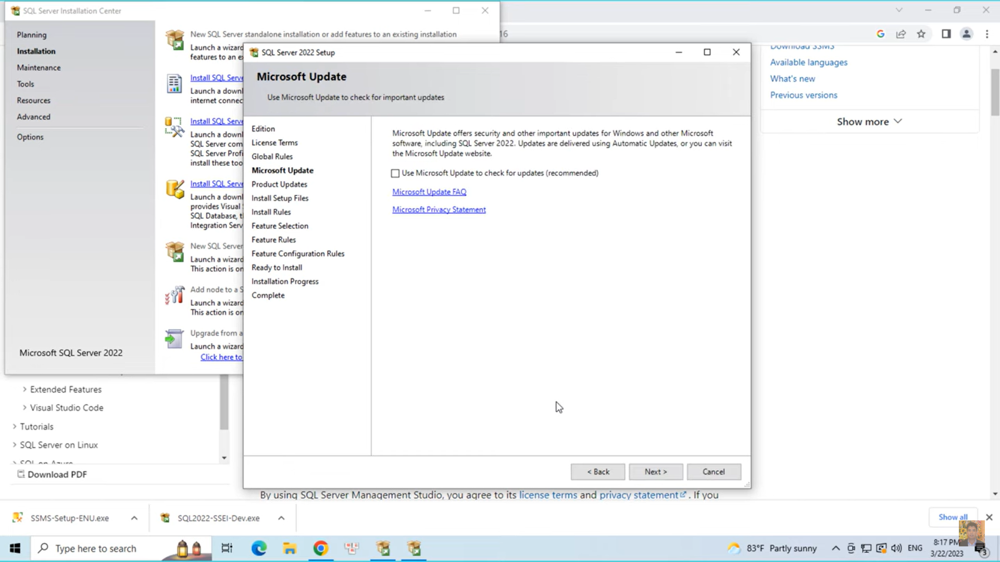 SQL Server Installation Center
Planning
Installation
Maintenance
Tools
Resources
Advanced
Options
Microsoft SQL Server 2022
New SQL Server standalone installation or add features to an existing installation
Launch a wizard
features to an ex
Install SQL Serve
Launch a downl
internet connec
Install SQL Serve
Launch a downl
SQL Server com
SQL Server Profi
install these too
Install SQL Serve
Launch a downl
provides Visual
SQL Database, t
Integration Serv
New SQL Server
Launch a wizard
This action is on
Add node to a S
Launch a wizard
This action is on
Upgrade from a
Launch a wizard
Click here to
16
SQL Server 2022 Setup
Microsoft Update
Use Microsoft Update to check for important updates
Edition
License Terms
Global Rules
Microsoft Update
Product Updates
Install Setup Files
Install Rules
Feature Selection
Feature Rules
Feature Configuration Rules
Ready to Install
Installation Progress
Complete
Microsoft Update offers security and other important updates for Windows and other Microsoft
software, including SQL Server 2022. Updates are delivered using Automatic Updates, or you can visit
the Microsoft Update website.
Use Microsoft Update to check for updates (recommended)
Microsoft Update FAQ
Microsoft Privacy Statement
< Back
Next >
Cancel
Download SSMS
Available languages
What's new
Previous versions
Show more
Extended Features
Visual Studio Code
Tutorials
SQL Server on Linux
SQL on Azure
Download PDF
By using SQL Server Management Studio, you agree to its license terms and privacy statement. If you
SSMS-Setup-ENU.exe
SQL2022-SSEI-Dev.exe
Show all
Type here to search
83°F Partly sunny
ENG
8:17 PM
3/22/2023
3